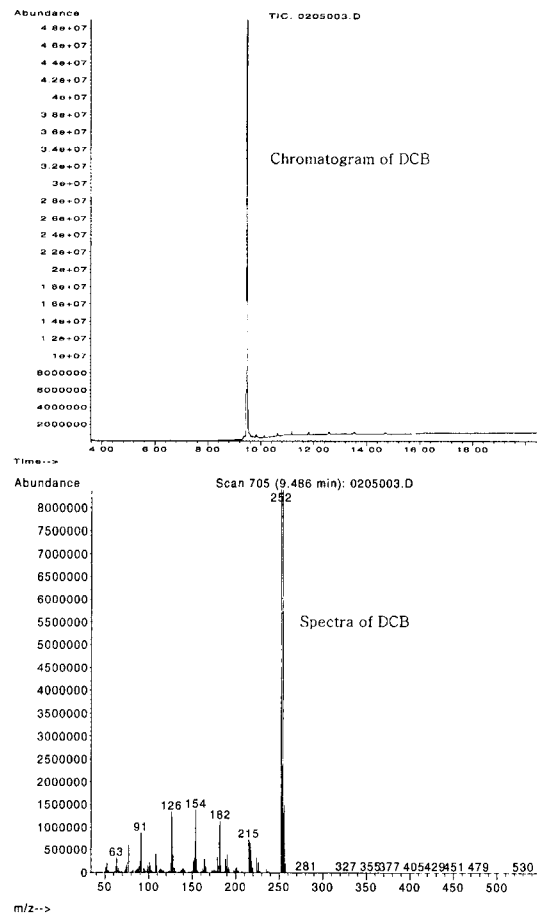 Abundance
TIC. 0205003.D
4 8e+07
4 6e+07
4 4e+07
4.2e+07
4e+07
3 8e+07
3 6e+07
3 4e+07
3.2e+07
3e+07
2 8e+07
2 6e+07
2 4e+07
2 2e+07
2e+07
1 8e+07
1 6e+07
1 4e+07
1 2e+07
1e+07
8000000
6000000
4000000
2000000
Chromatogram of DCB
4 00 6 00 8 00 10 00 12 00 14 00 16 00 18 00
Time-->
Abundance
Scan 705 (9.486 min): 0205003.D
252
8000000
7500000
7000000
6500000
6000000
5500000
5000000
4500000
4000000
3500000
3000000
2500000
2000000
1500000
1000000
500000
0
Spectra of DCB
63 91 126 154 182 215 281 327 355 377 405 429 451 479 530
50 100 150 200 250 300 350 400 450 500
m/z-->